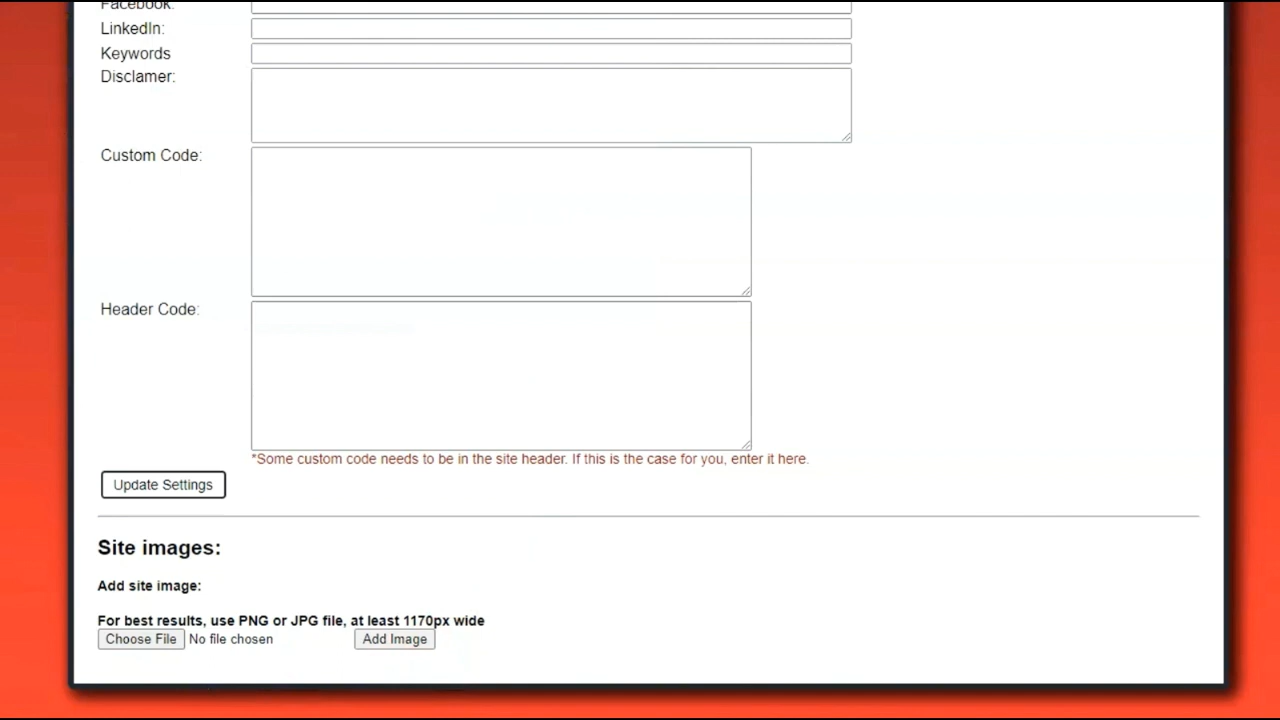 Facebook:
LinkedIn:
Keywords
Disclamer:
Custom Code:
Header Code:
*Some custom code needs to be in the site header. If this is the case for you, enter it here.
Update Settings
Site images:
Add site image:
For best results, use PNG or JPG file, at least 1170px wide
Choose File No file chosen Add Image